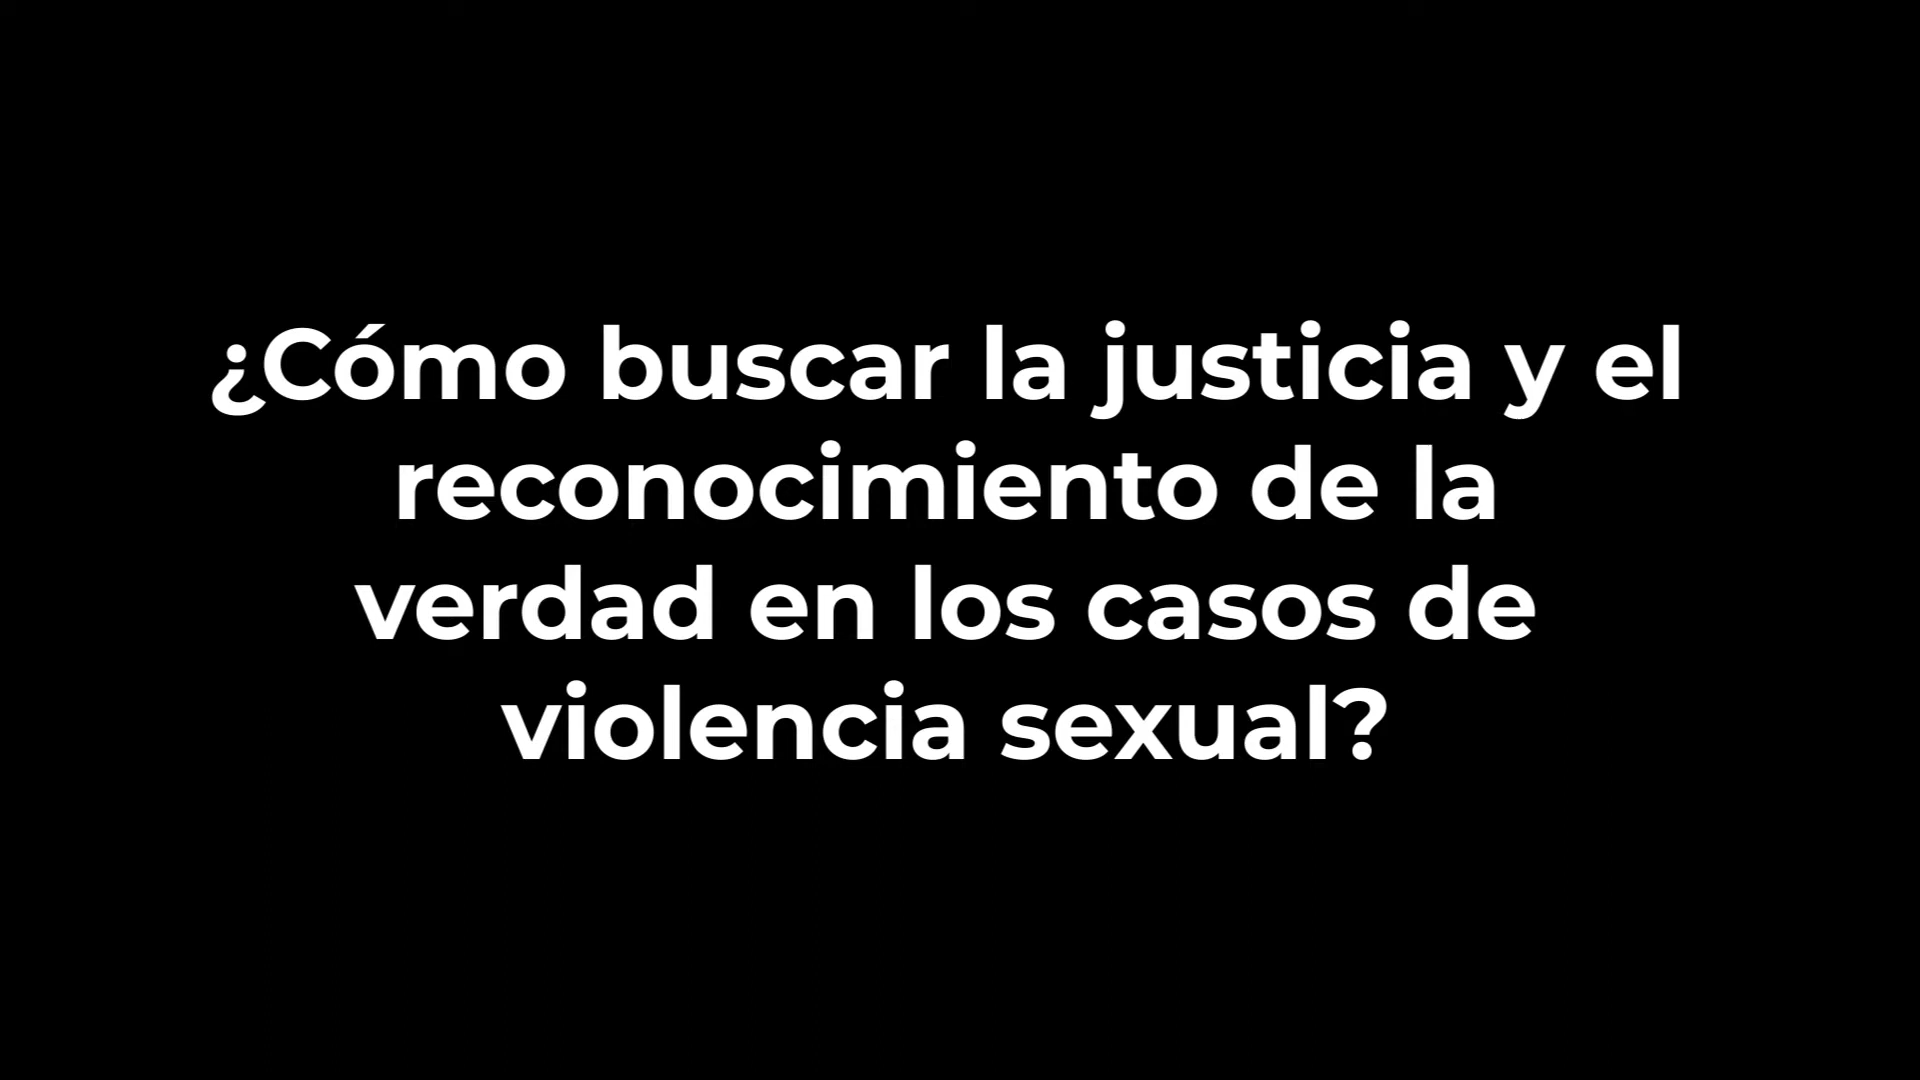 ¿Cómo buscar la justicia y el
reconocimiento de la
verdad en los casos de
violencia sexual?